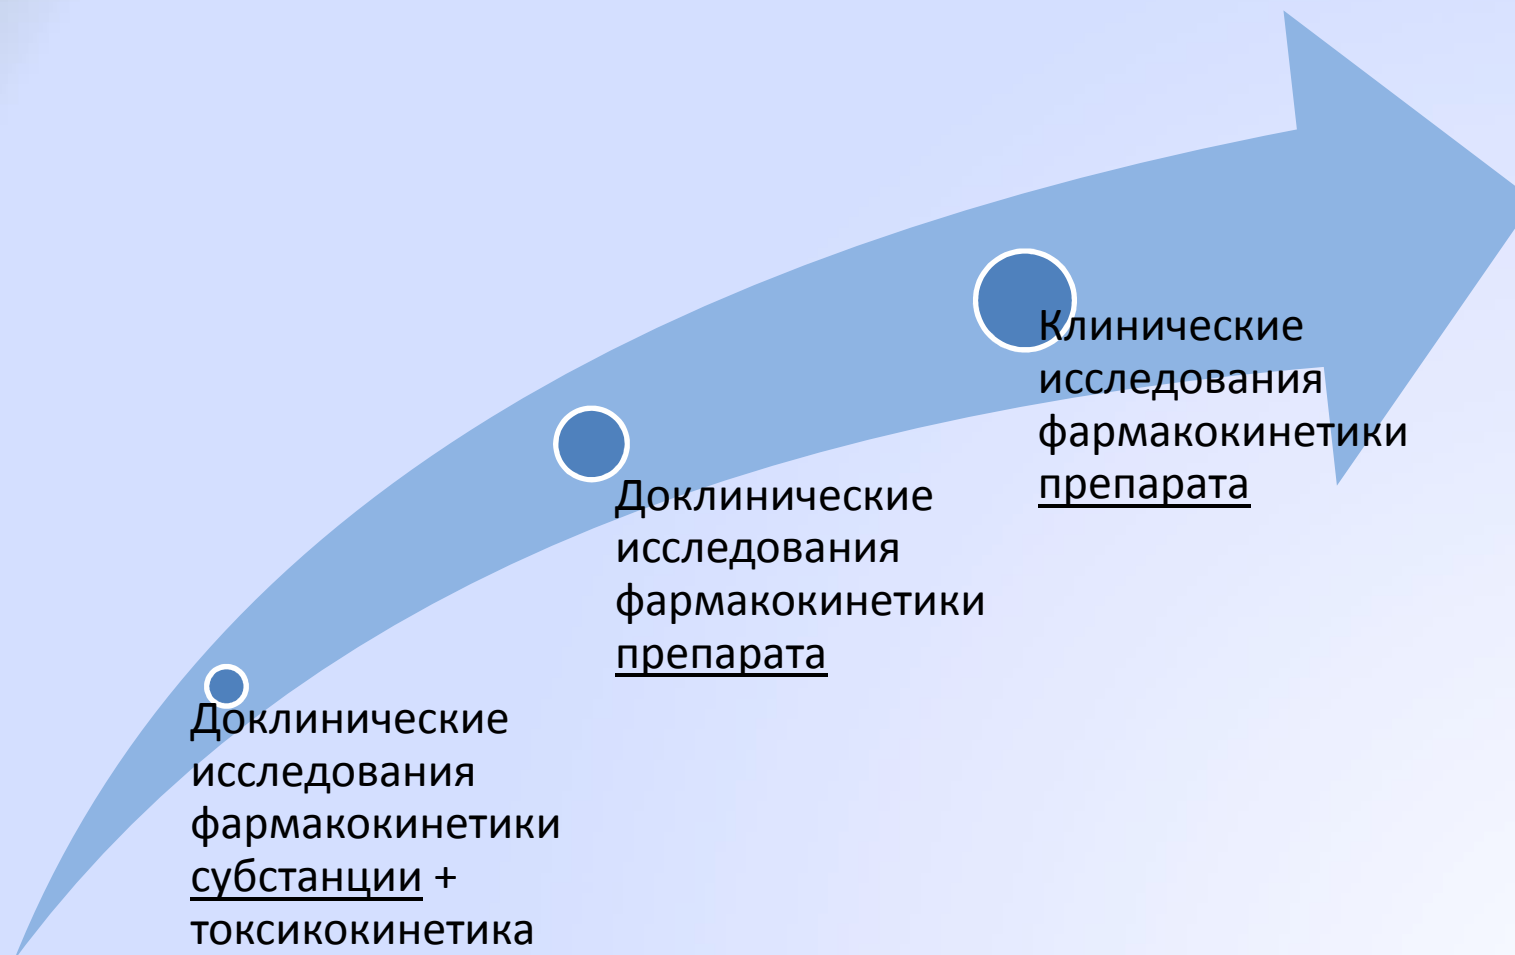 Клинические
исследования
фармакокинетики
препарата
Доклинические
исследования
фармакокинетики
препарата
Доклинические
исследования
фармакокинетики
субстанции +
токсикокинетика